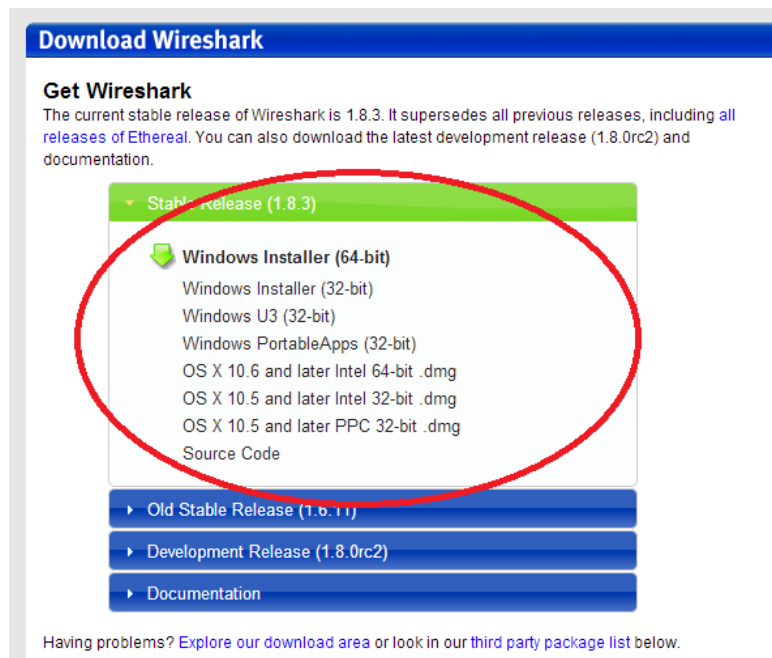 Download Wireshark
Get Wireshark
The current stable release of Wireshark is 1.8.3. It supersedes all previous releases, including all
releases of Ethereal. You can also download the latest development release (1.8.0rc2) and
documentation.
Stable Release (1.8.3)
Windows Installer (64-bit)
Windows Installer (32-bit)
Windows U3 (32-bit)
Windows PortableApps (32-bit)
OS X 10.6 and later Intel 64-bit .dmg
OS X 10.5 and later Intel 32-bit .dmg
OS X 10.5 and later PPC 32-bit .dmg
Source Code
Old Stable Release (1.6.11)
Development Release (1.8.0rc2)
Documentation
Having problems? Explore our download area or look in our third party package list below.